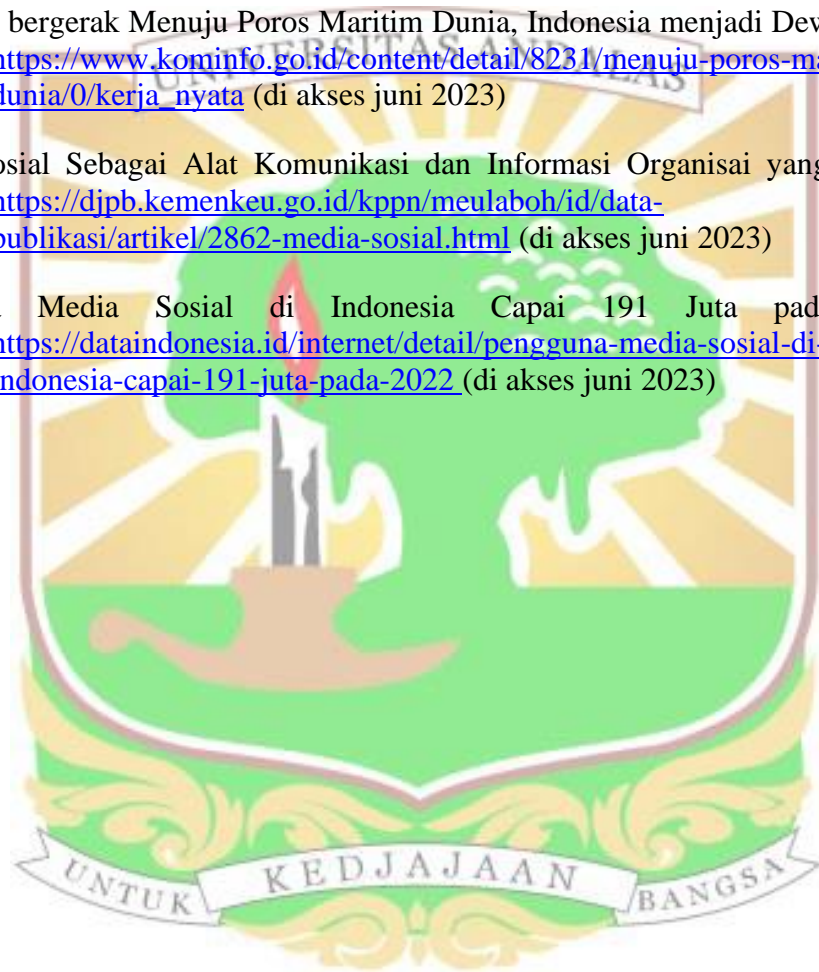 bergerak Menuju Poros Maritim Dunia, Indonesia menjadi Dew
https://www.kominfo.go.id/content/detail/8231/menuju-poros-ma
dunia/0/kerja_nyata (di akses juni 2023)
osial Sebagai Alat Komunikasi dan Informasi Organisai yang
https://djpb.kemenkeu.go.id/kppn/meulaboh/id/data-
publikasi/artikel/2862-media-sosial.html (di akses juni 2023)
Media Sosial di Indonesia Capai 191 Juta pad
https://dataindonesia.id/internet/detail/pengguna-media-sosial-di-
indonesia-capai-191-juta-pada-2022 (di akses juni 2023)
UNIVERSITAS ANDALAS
UNTUK KEDJAJAAN BANGSA